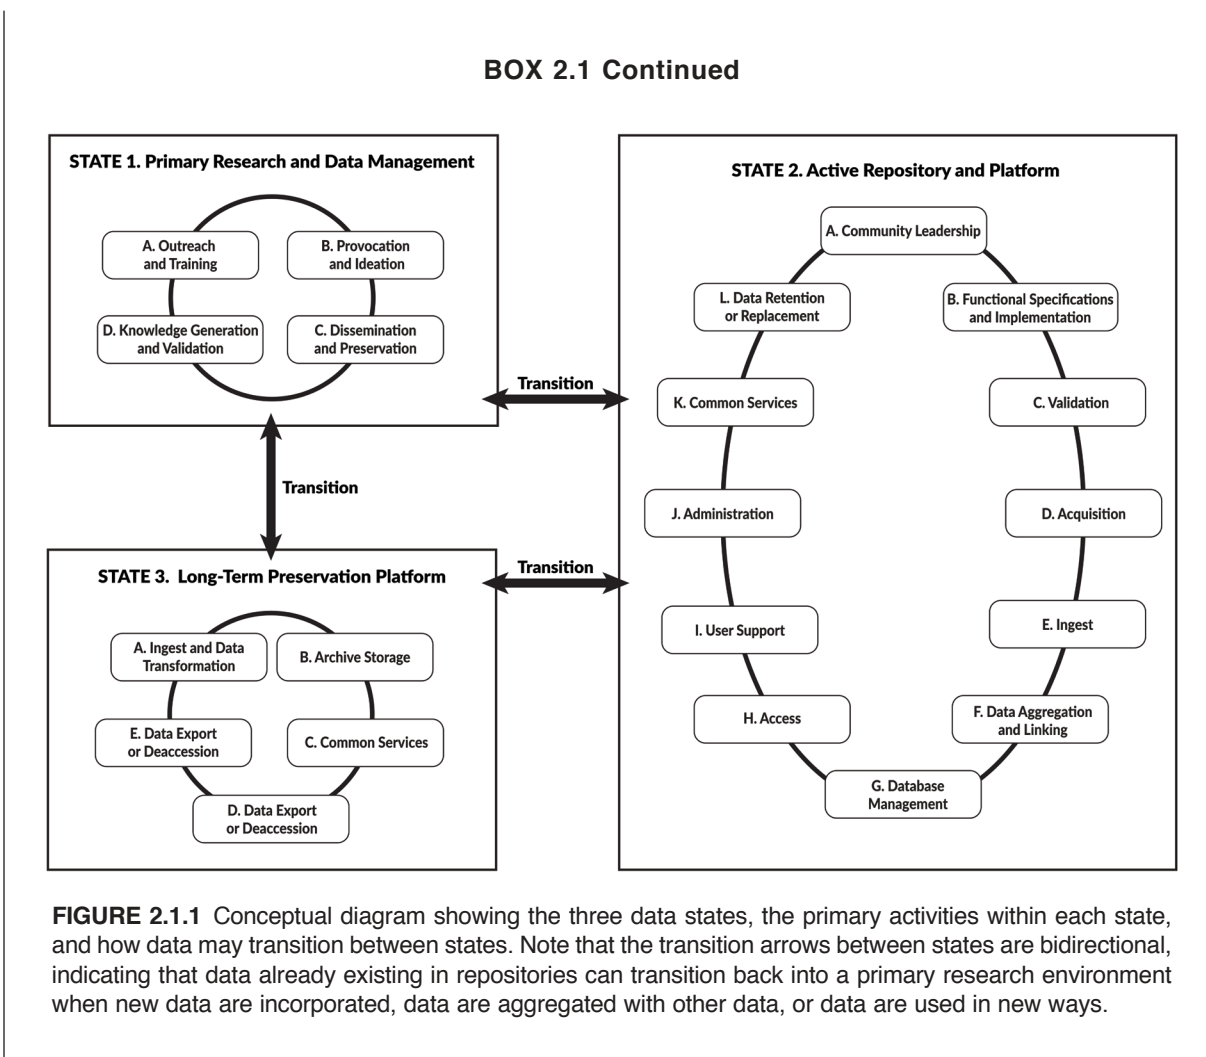 BOX 2.1 Continued
STATE 1. Primary Research and Data Management
A. Outreach
and Training
B. Provocation
and Ideation
D. Knowledge Generation
and Validation
C. Dissemination
and Preservation
Transition
Transition
STATE 3. Long-Term Preservation Platform
Transition
A. Ingest and Data
Transformation
B. Archive Storage
E. Data Export
or Deaccession
C. Common Services
D. Data Export
or Deaccession
STATE 2. Active Repository and Platform
A. Community Leadership
L. Data Retention
or Replacement
B. Functional Specifications
and Implementation
K. Common Services
C. Validation
J. Administration
D. Acquisition
I. User Support
E. Ingest
H. Access
F. Data Aggregation
and Linking
G. Database
Management
FIGURE 2.1.1 Conceptual diagram showing the three data states, the primary activities within each state,
and how data may transition between states. Note that the transition arrows between states are bidirectional,
indicating that data already existing in repositories can transition back into a primary research environment
when new data are incorporated, data are aggregated with other data, or data are used in new ways.